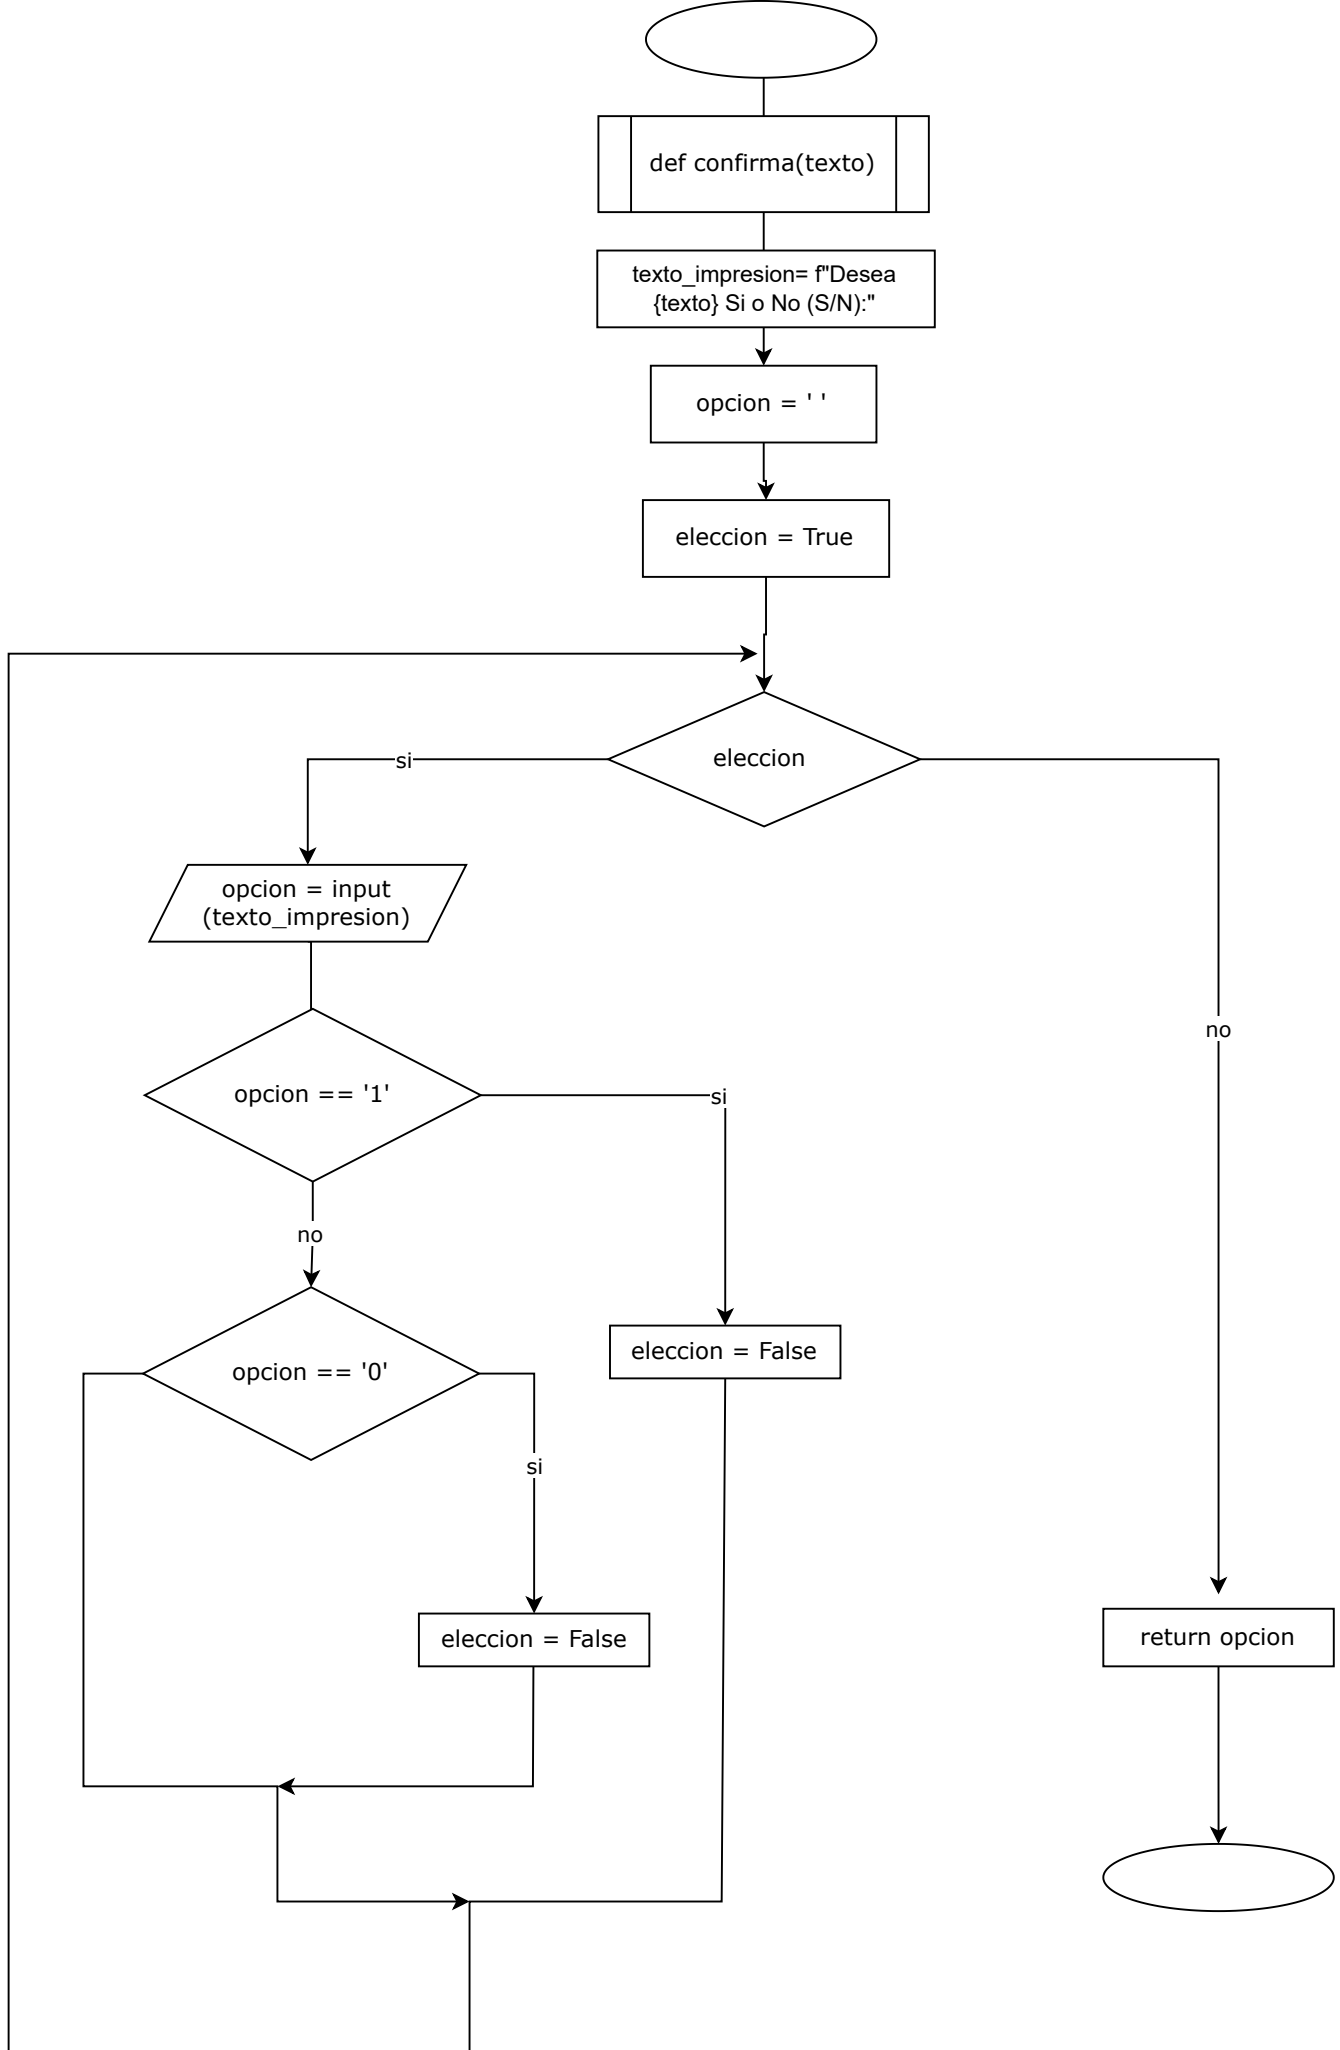 def confirma(texto)
texto_impresion= f"Desea
{texto} Si o No (S/N):"
opcion = ' '
eleccion = True
eleccion
si
no
opcion = input
(texto_impresion)
opcion == '1'
si
no
opcion == '0'
si
eleccion = False
eleccion = False
return opcion